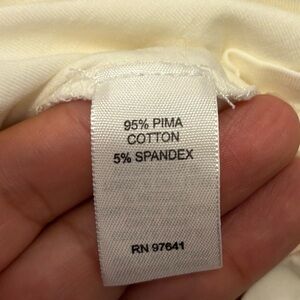 95% PIMA
COTTON
5% SPANDEX
RN 97641